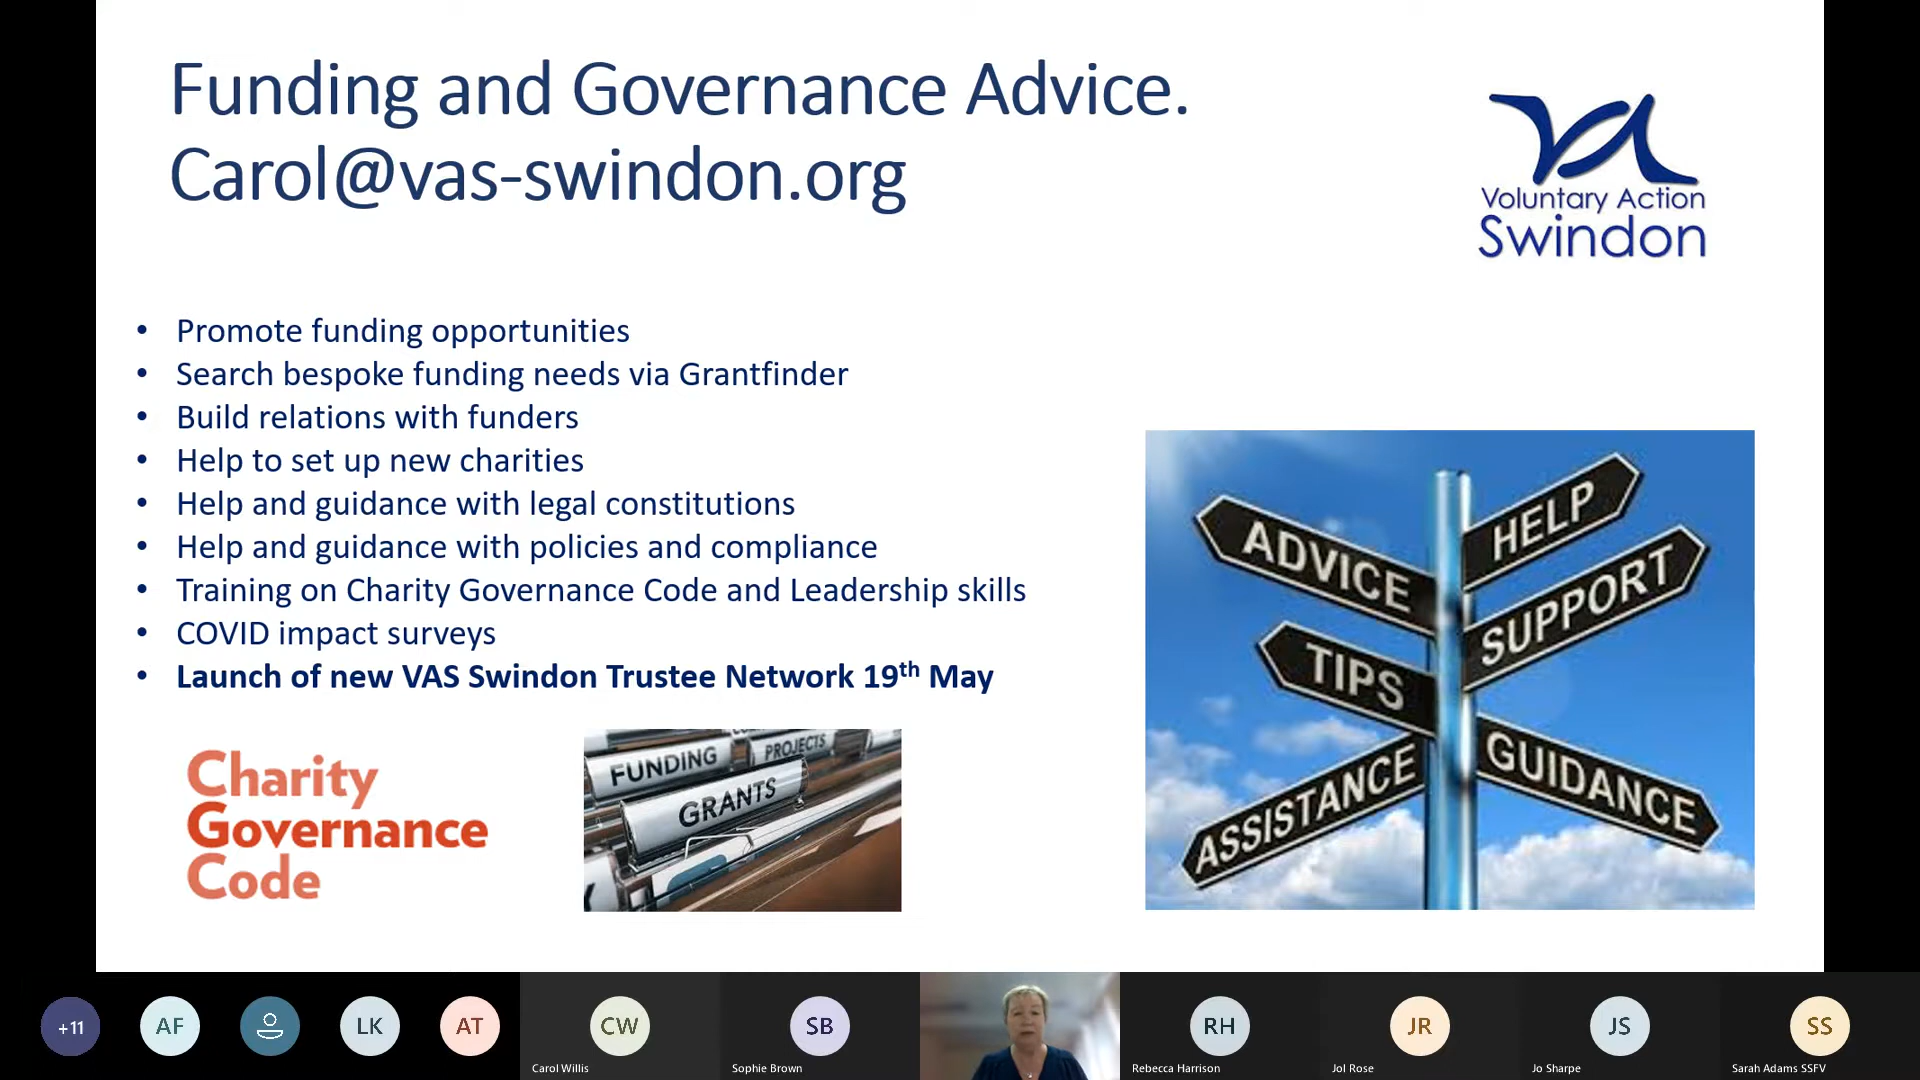 Funding and Governance Advice.
Carol@vas-swindon.org
Voluntary Action
Swindon
• Promote funding opportunities
• Search bespoke funding needs via Grantfinder
• Build relations with funders
• Help to set up new charities
• Help and guidance with legal constitutions
• Help and guidance with policies and compliance
• Training on Charity Governance Code and Leadership skills
• COVID impact surveys
• Launch of new VAS Swindon Trustee Network 19th May
HELP
ADVICE
SUPPORT
TIPS
GUIDANCE
ASSISTANCE
Charity
Governance
Code
FUNDING
PROJECTS
GRANTS
+11
AF
LK
AT
CW
Carol Willis
SB
Sophie Brown
RH
Rebecca Harrison
JR
Jol Rose
JS
Jo Sharpe
SS
Sarah Adams SSFV